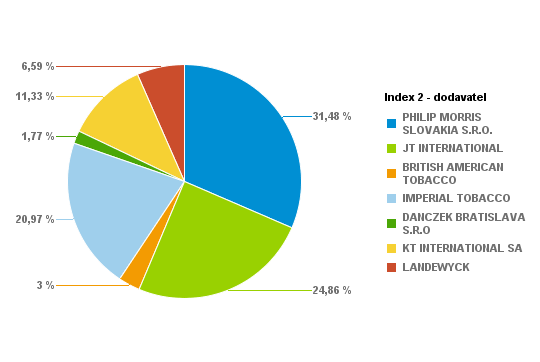 6,59 %
11,33 %
1,77 %
20,97 %
3 %
31,48 %
24,86 %
Index 2 - dodavatel
PHILIP MORRIS
SLOVAKIA S.R.O.
JT INTERNATIONAL
BRITISH AMERICAN
TOBACCO
IMPERIAL TOBACCO
DANCZEK BRATISLAVA
S.R.O
KT INTERNATIONAL SA
LANDEWYCK